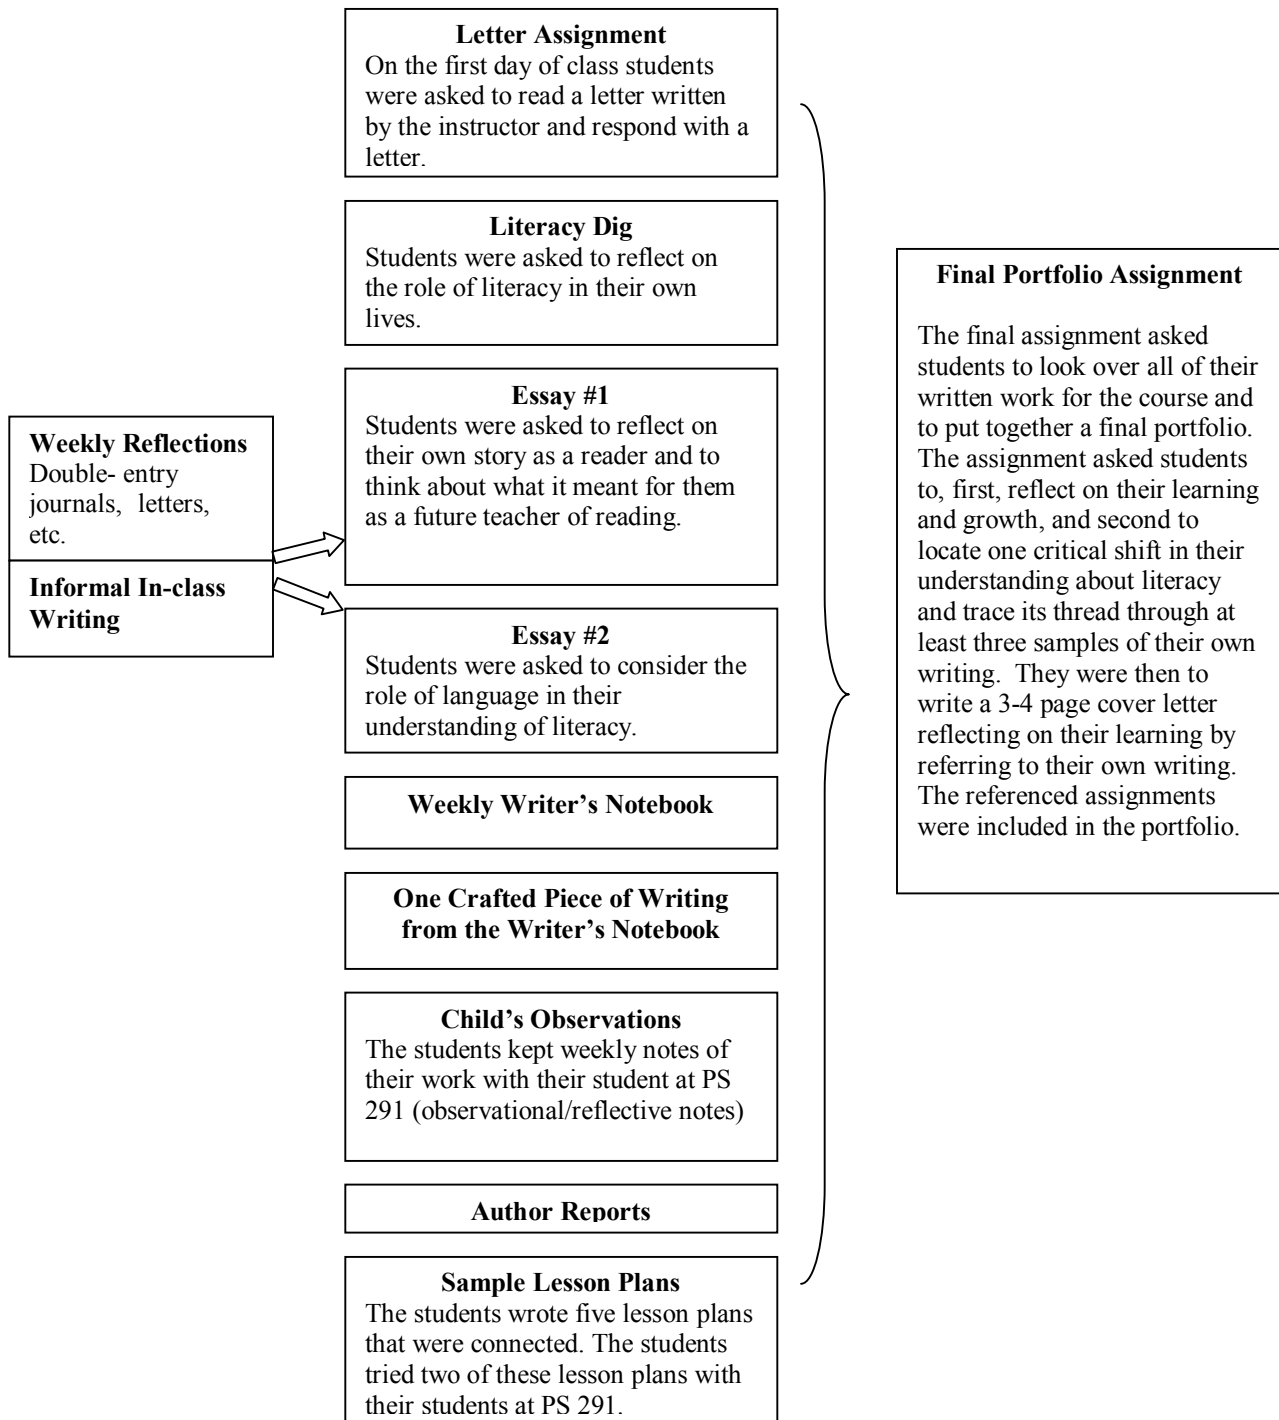 Letter Assignment
On the first day of class students
were asked to read a letter written
by the instructor and respond with a
letter.
Literacy Dig
Students were asked to reflect on
the role of literacy in their own
lives.
Weekly Reflections
Double- entry
journals, letters,
etc.
Informal In-class
Writing
Essay #1
Students were asked to reflect on
their own story as a reader and to
think about what it meant for them
as a future teacher of reading.
Essay #2
Students were asked to consider the
role of language in their
understanding of literacy.
Weekly Writer's Notebook
One Crafted Piece of Writing
from the Writer's Notebook
Child's Observations
The students kept weekly notes of
their work with their student at PS
291 (observational/reflective notes)
Author Reports
Sample Lesson Plans
The students wrote five lesson plans
that were connected. The students
tried two of these lesson plans with
their students at PS 291.
Final Portfolio Assignment
The final assignment asked
students to look over all of their
written work for the course and
to put together a final portfolio.
The assignment asked students
to, first, reflect on their learning
and growth, and second to
locate one critical shift in their
understanding about literacy
and trace its thread through at
least three samples of their own
writing.  They were then to
write a 3-4 page cover letter
reflecting on their learning by
referring to their own writing.
The referenced assignments
were included in the portfolio.